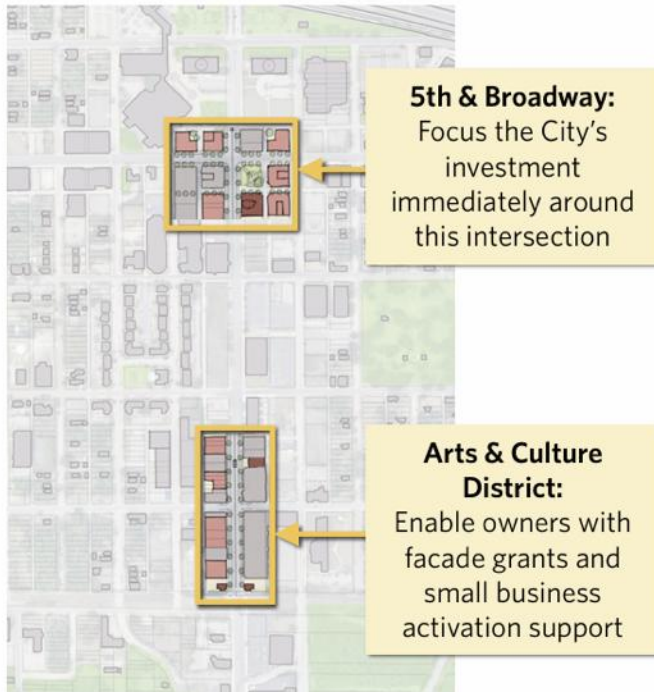 5th & Broadway:
Focus the City's
investment
immediately around
this intersection
Arts & Culture
District:
Enable owners with
facade grants and
small business
activation support